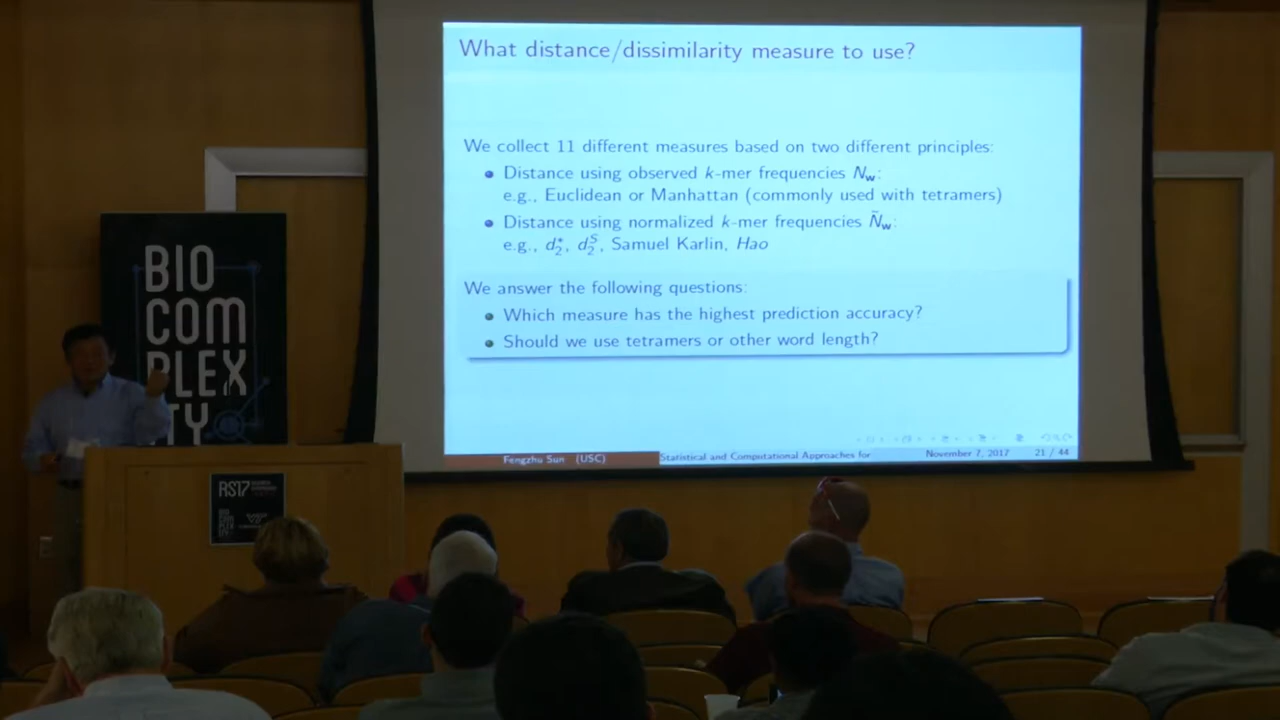 What distance/dissimilarity measure to use?
We collect 11 different measures based on two different principles:
Distance using observed k-mer frequencies N_w:
e.g., Euclidean or Manhattan (commonly used with tetramers)
Distance using normalized k-mer frequencies Ñ_w:
e.g., d₂*, d₂ˢ, Samuel Karlin, Hao
We answer the following questions:
Which measure has the highest prediction accuracy?
Should we use tetramers or other word length?
Fengzhu Sun (USC) Statistical and Computational Approaches for November 7, 2017 21 / 44
BIO
COM
PLEX
ITY
RS17